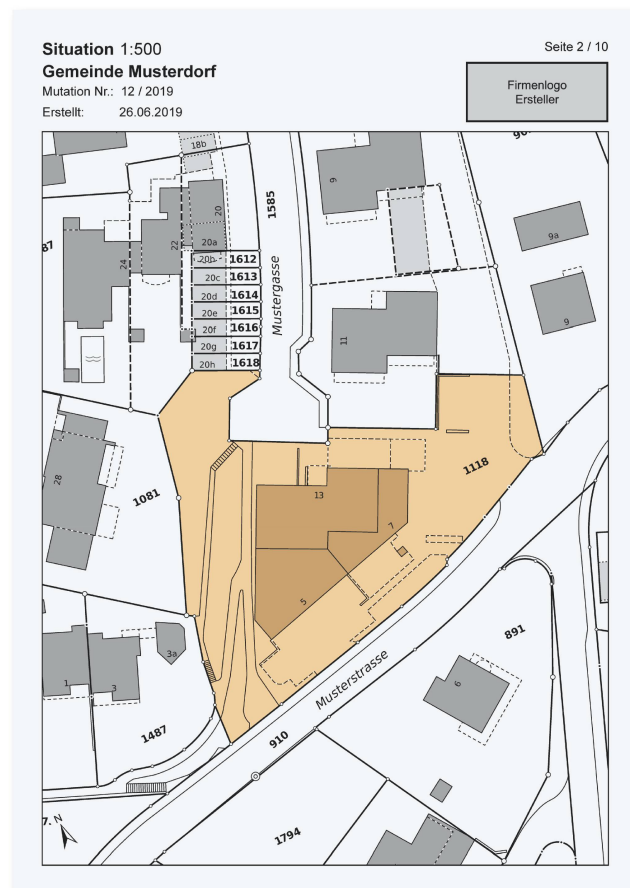 Situation 1:500
Gemeinde Musterdorf
Mutation Nr.: 12 / 2019
Erstellt: 26.06.2019
Seite 2 / 10
Firmenlogo
Ersteller
18b
9
9a
20
1585
87
22
20a
24
20b 1612
20c 1613
20d 1614
20e 1615
20f 1616
20g 1617
20h 1618
Mustergasse
9
11
28
1081
1118
13
7
5
3a
1
3
891
6
1487
Musterstrasse
910
7.
N
1794